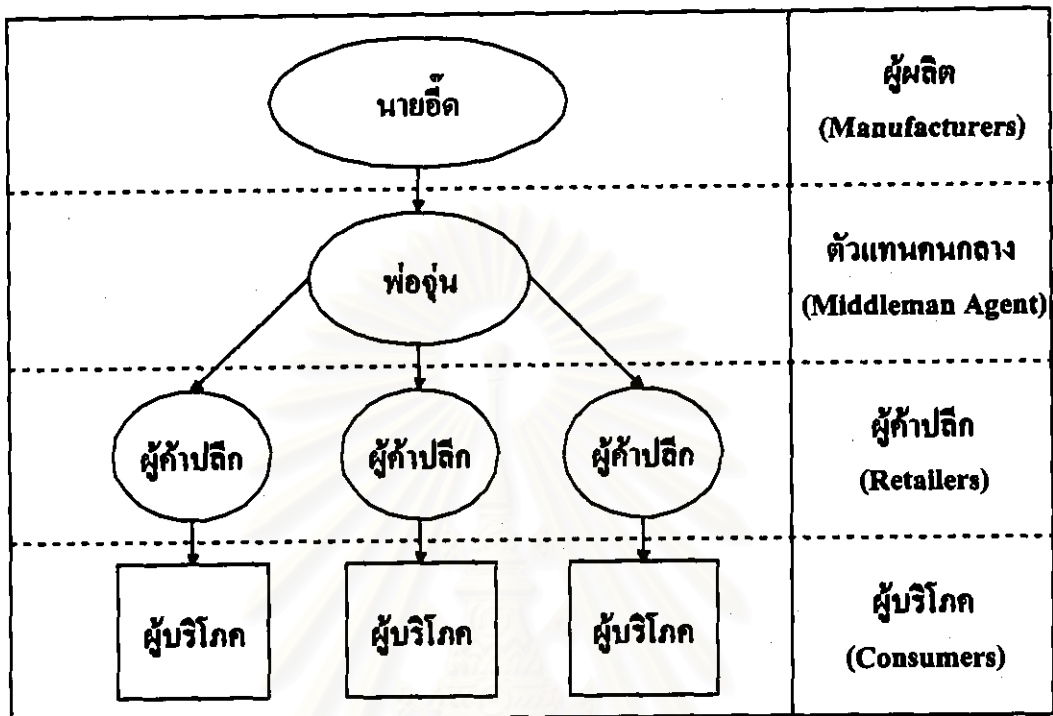 นายอี๊ด
ผู้ผลิต
(Manufacturers)
พ่อจุ่น
ตัวแทนคนกลาง
(Middleman Agent)
ผู้ค้าปลีก
ผู้ค้าปลีก
ผู้ค้าปลีก
ผู้ค้าปลีก
(Retailers)
ผู้บริโภค
ผู้บริโภค
ผู้บริโภค
ผู้บริโภค
(Consumers)